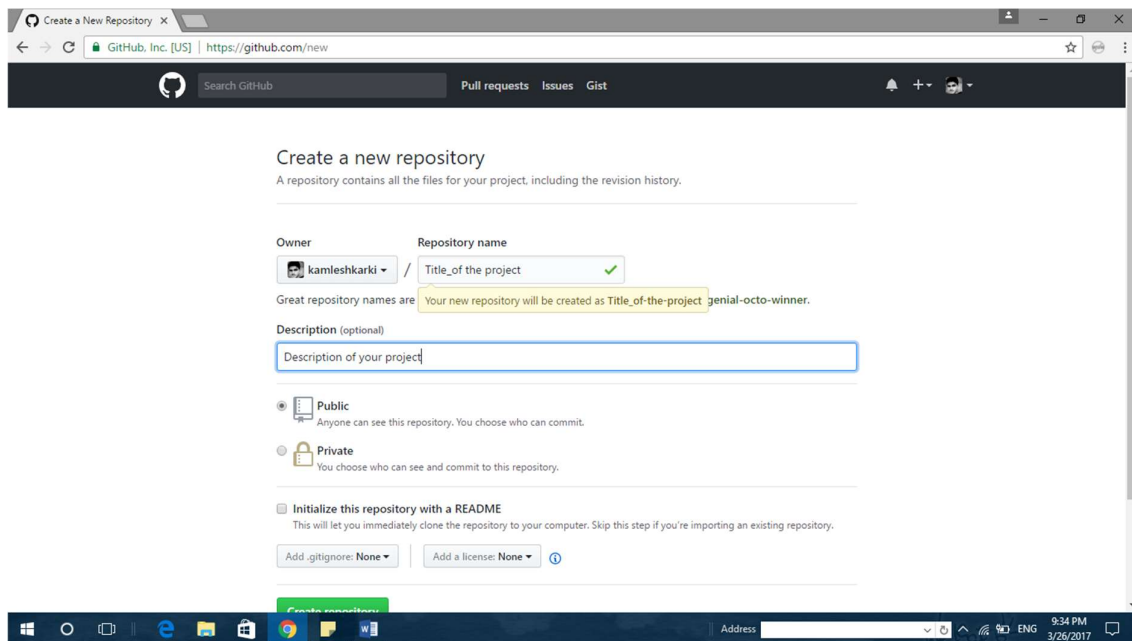 Create a New Repository
GitHub, Inc. [US] | https://github.com/new
Search GitHub
Pull requests Issues Gist
Create a new repository
A repository contains all the files for your project, including the revision history.
Owner Repository name
kamleshkarki / Title_of the project
Great repository names are genial-octo-winner.
Your new repository will be created as Title_of-the-project
Description (optional)
Description of your project
Public
Anyone can see this repository. You choose who can commit.
Private
You choose who can see and commit to this repository.
Initialize this repository with a README
This will let you immediately clone the repository to your computer. Skip this step if you're importing an existing repository.
Add .gitignore: None Add a license: None
Create repository
Address ENG 9:34 PM
3/26/2017